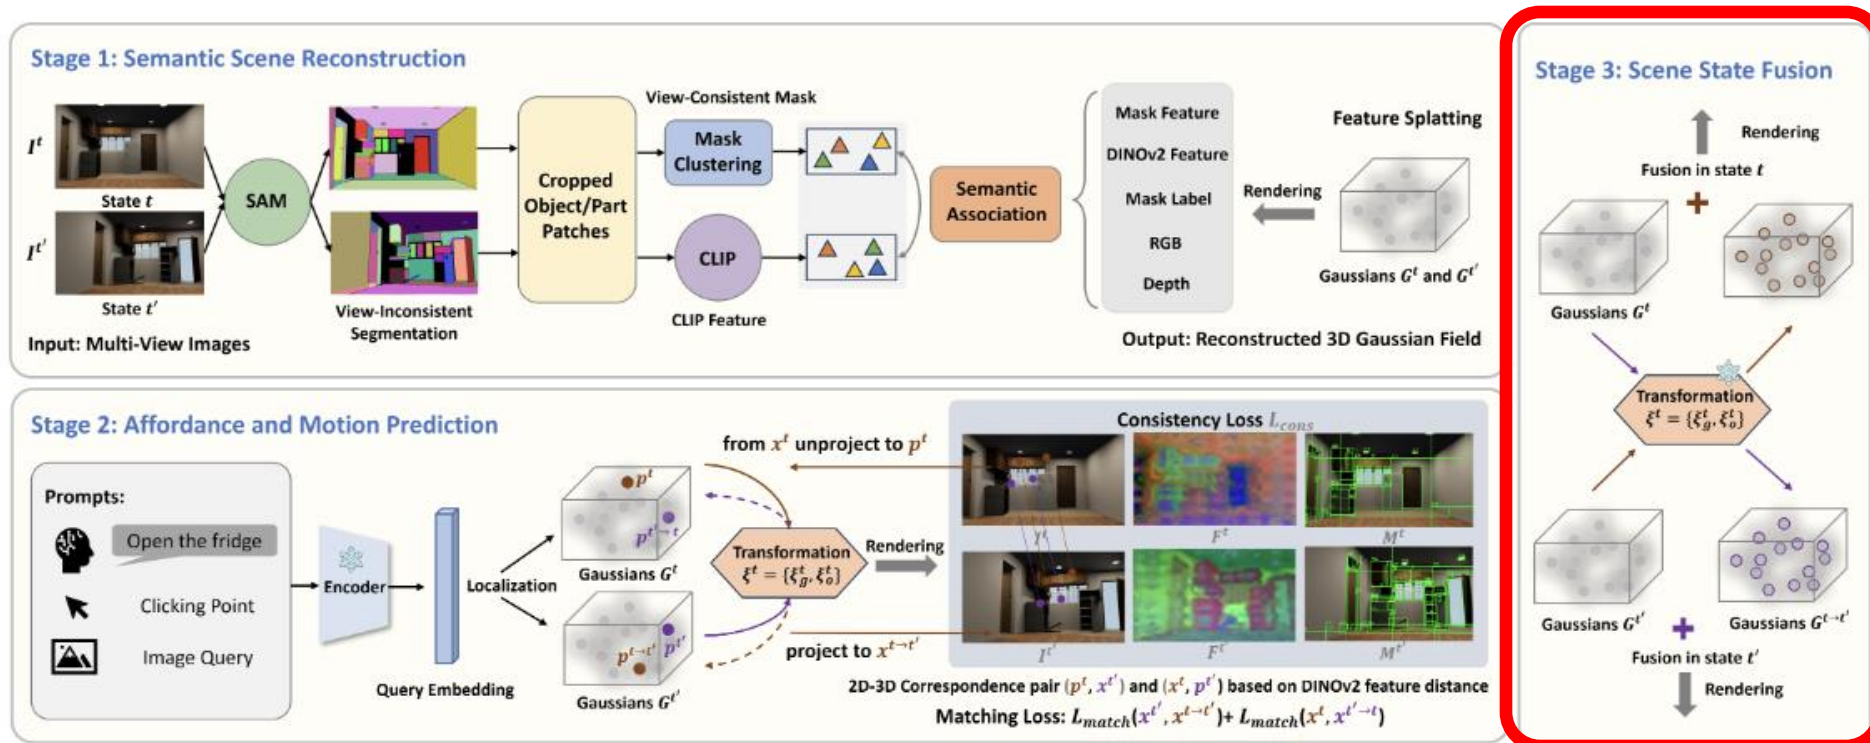 Stage 1: Semantic Scene Reconstruction
I^t
State t
I^{t'}
State t'
Input: Multi-View Images
SAM
View-Inconsistent
Segmentation
Cropped
Object/Part
Patches
View-Consistent Mask
Mask
Clustering
CLIP
CLIP Feature
Semantic
Association
Mask Feature
DINOv2 Feature
Mask Label
RGB
Depth
Feature Splatting
Rendering
Gaussians G^t and G^{t'}
Output: Reconstructed 3D Gaussian Field
Stage 2: Affordance and Motion Prediction
Prompts:
Open the fridge
Clicking Point
Image Query
Encoder
Query Embedding
Localization
p^t
p^{t'→t}
Gaussians G^t
p^{t'}
p^{t→t'}
Gaussians G^{t'}
from x^t unproject to p^t
Transformation
ξ^t = {ξ_g^t, ξ_o^t}
Rendering
project to x^{t→t'}
Consistency Loss L_cons
I^t
F^t
M^t
I^{t'}
F^{t'}
M^{t'}
2D-3D Correspondence pair (p^t, x^{t'}) and (x^t, p^{t'}) based on DINOv2 feature distance
Matching Loss: L_match(x^{t'}, x^{t→t'})+ L_match(x^t, x^{t'→t})
Stage 3: Scene State Fusion
Rendering
Fusion in state t
+
Gaussians G^t
Transformation
ξ^t = {ξ_g^t, ξ_o^t}
Gaussians G^{t'}
Gaussians G^{t→t'}
+
Fusion in state t'
Rendering